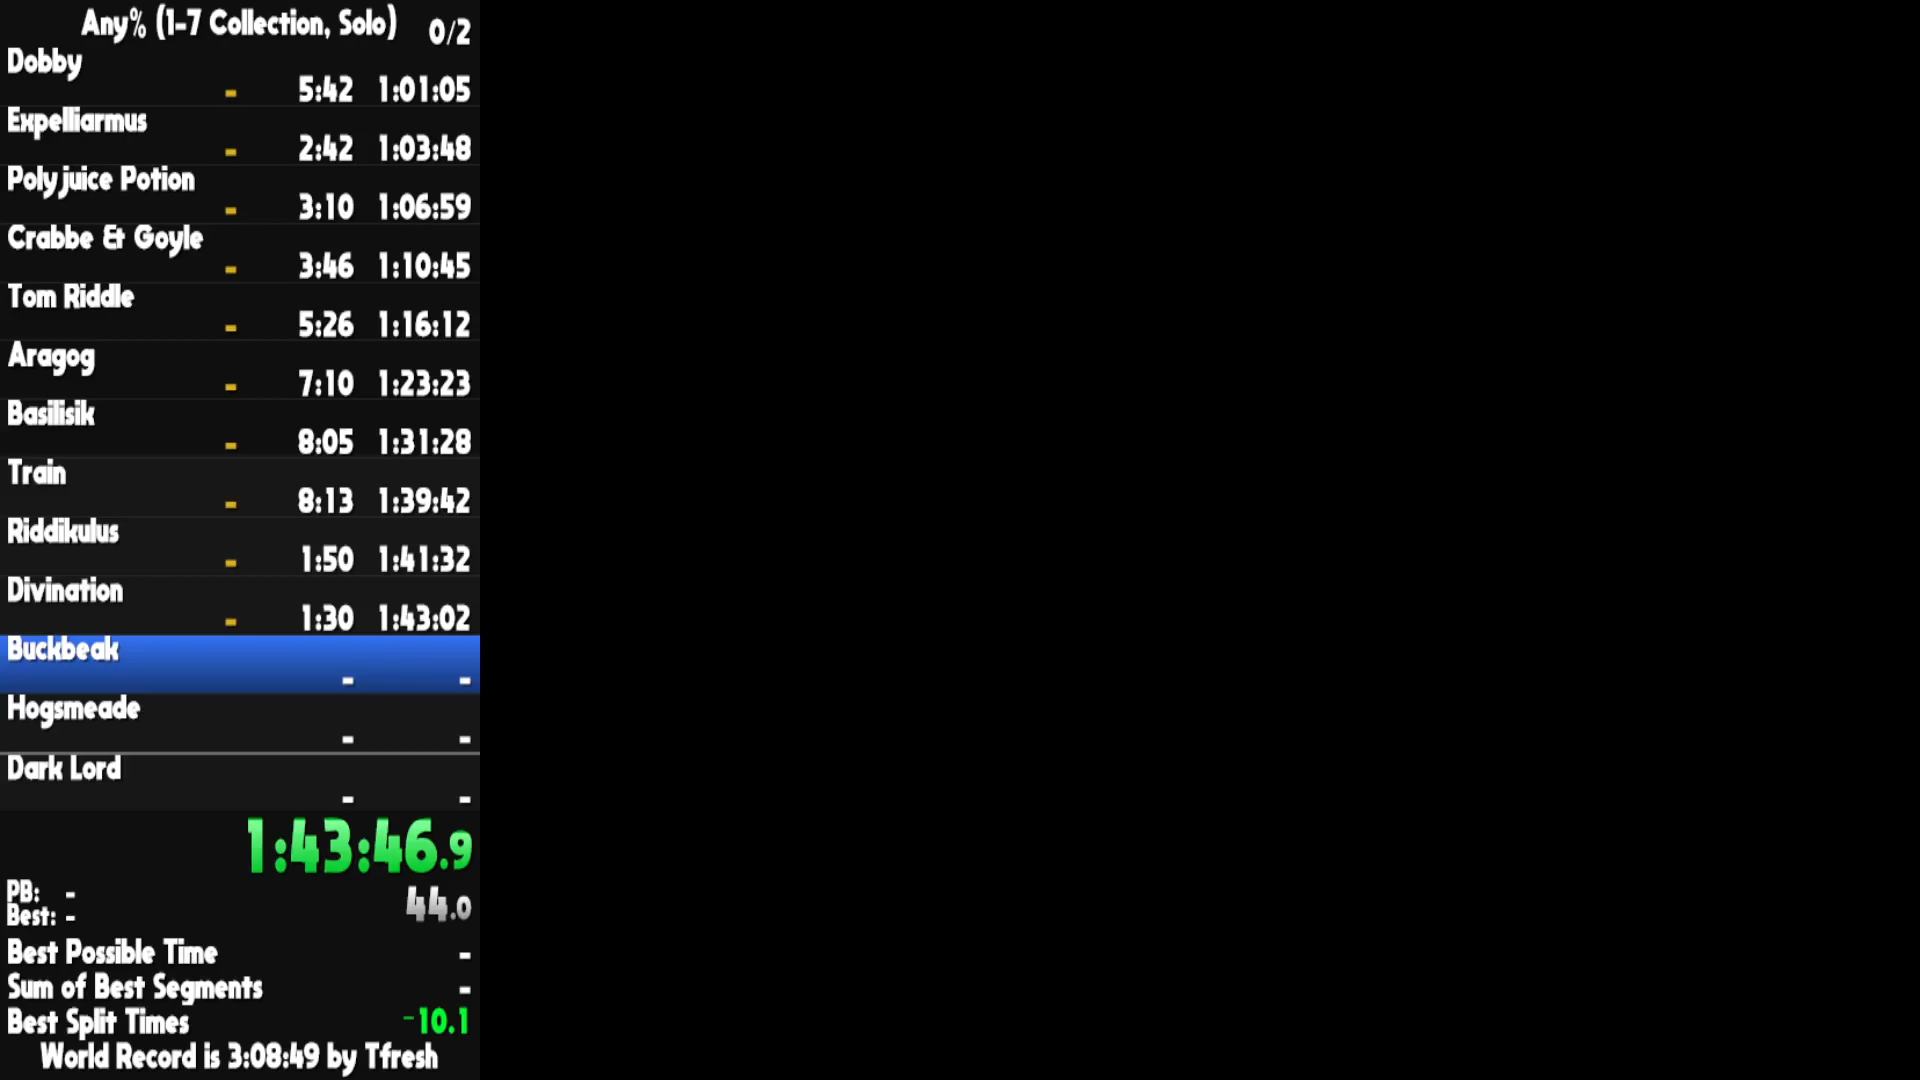 Any% (1-7 Collection, Solo) 0/2
Dobby
- 5:42 1:01:05
Expelliarmus
- 2:42 1:03:48
Polyjuice Potion
- 3:10 1:06:59
Crabbe & Goyle
- 3:46 1:10:45
Tom Riddle
- 5:26 1:16:12
Aragog
- 7:10 1:23:23
Basilisik
- 8:05 1:31:28
Train
- 8:13 1:39:42
Riddikulus
- 1:50 1:41:32
Divination
- 1:30 1:43:02
Buckbeak
- -
Hogsmeade
- -
Dark Lord
- -
1:43:46.9
PB: -
Best: -
44.0
Best Possible Time -
Sum of Best Segments -
Best Split Times -10.1
World Record is 3:08:49 by Tfresh